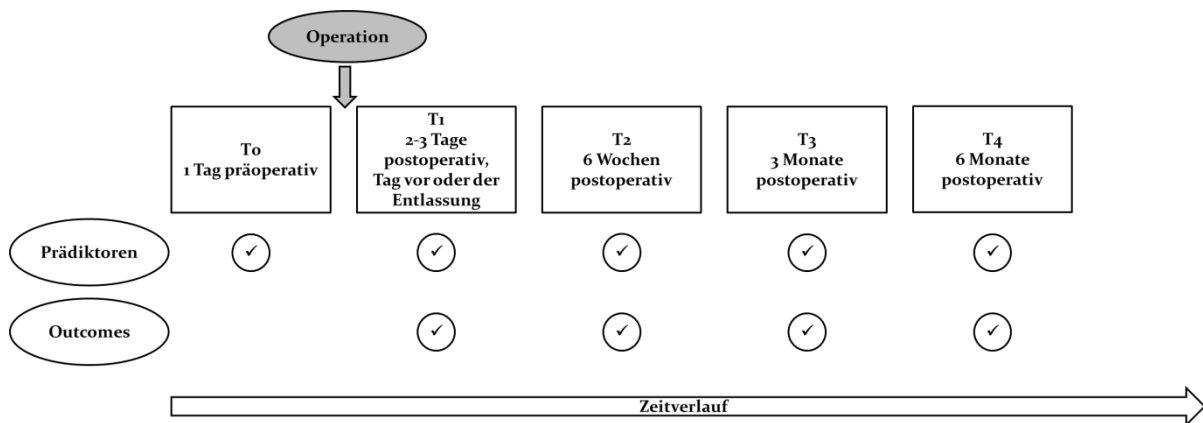 Operation
To
1 Tag präoperativ
T1
2-3 Tage
postoperativ,
Tag vor oder der
Entlassung
T2
6 Wochen
postoperativ
T3
3 Monate
postoperativ
T4
6 Monate
postoperativ
Prädiktoren
✓ ✓ ✓ ✓ ✓
Outcomes
✓ ✓ ✓ ✓
Zeitverlauf